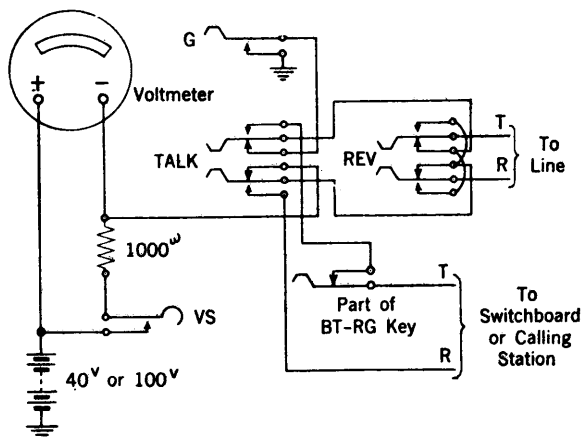 G
+ −
Voltmeter
T
TALK
REV
To
Line
R
1000ω
T
Part of
BT-RG Key
To
Switchboard
or Calling
Station
VS
R
40V or 100V